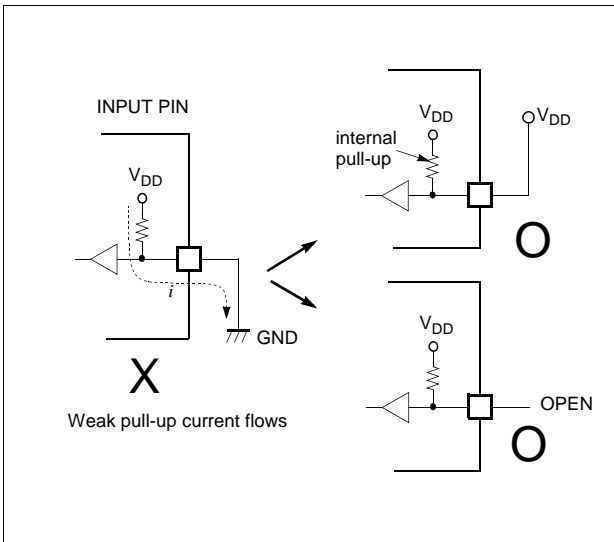 INPUT PIN
VDD
i
GND
X
Weak pull-up current flows
VDD
internal
pull-up
VDD
O
VDD
OPEN
O